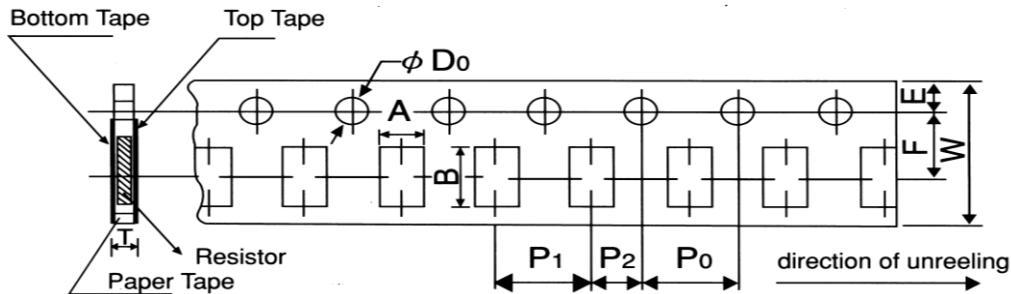 Bottom Tape
Top Tape
ϕ D0
A
B
E
F
W
T
Resistor
Paper Tape
P1
P2
P0
direction of unreeling